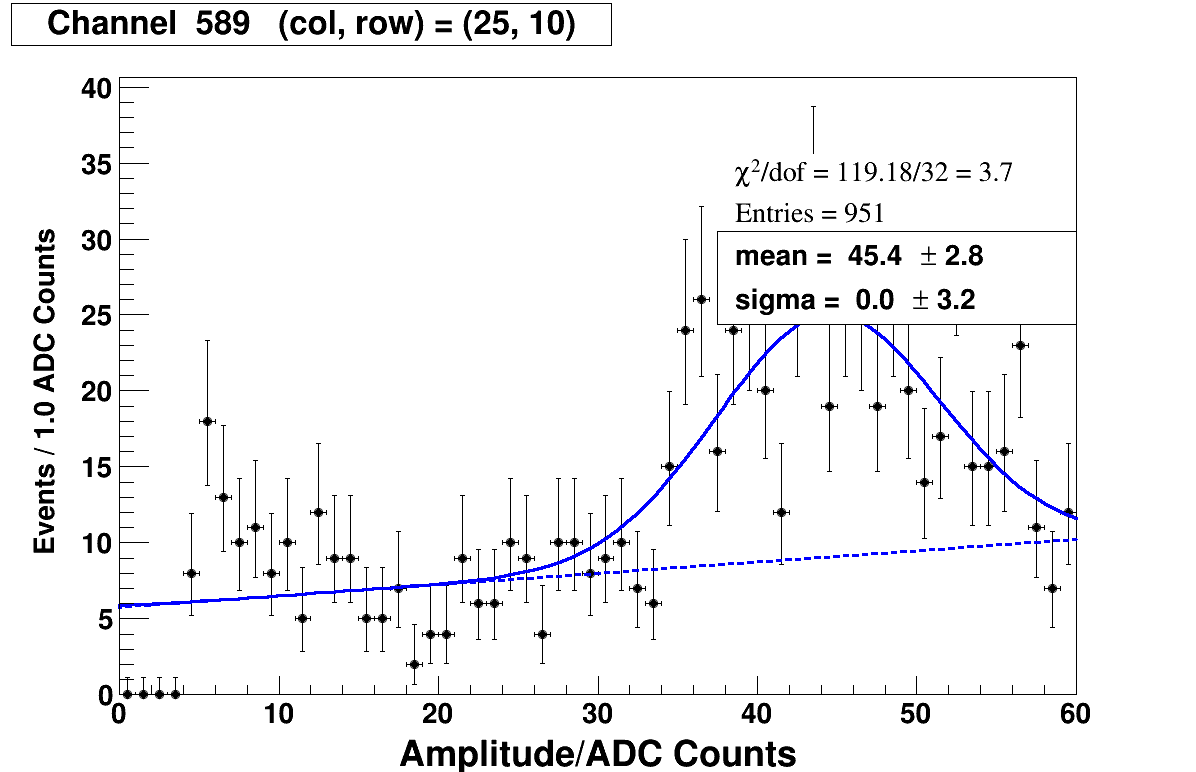 Channel 589 (col, row) = (25, 10)
40
35
30
25
20
15
10
5
0
Events / 1.0 ADC Counts
χ²/dof = 119.18/32 = 3.7
Entries = 951
mean = 45.4 ± 2.8
sigma = 0.0 ± 3.2
0 10 20 30 40 50 60
Amplitude/ADC Counts